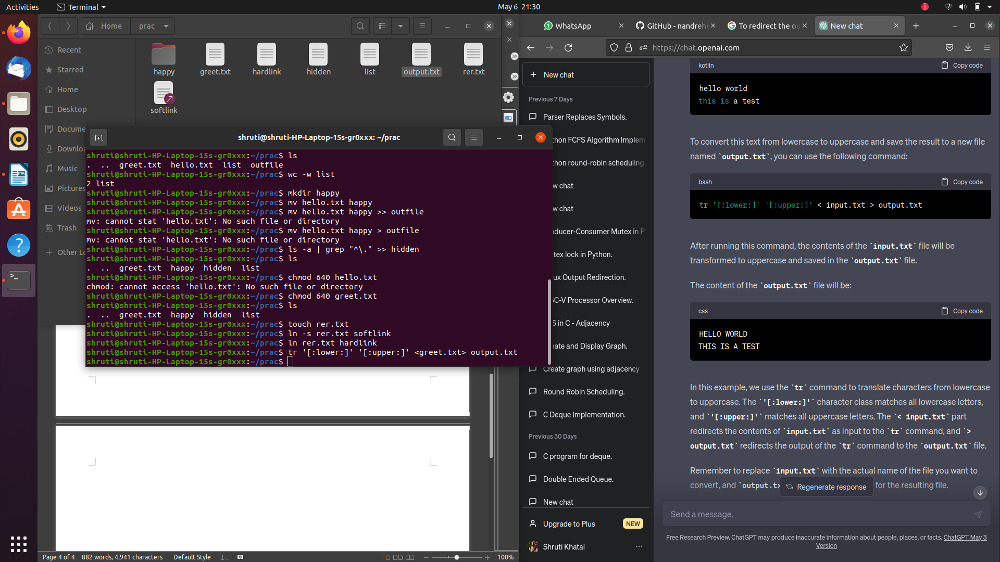 Activities
Terminal
May 6 21:30
Home
prac
Recent
Starred
Home
Desktop
Docume
Downloa
Music
Pictures
Videos
Trash
Other Lo
happy
greet.txt
hardlink
hidden
list
output.txt
rer.txt
softlink
shruti@shruti-HP-Laptop-15s-gr0xxx: ~/prac
shruti@shruti-HP-Laptop-15s-gr0xxx:~/prac$ ls
. .. greet.txt hello.txt list outfile
shruti@shruti-HP-Laptop-15s-gr0xxx:~/prac$ wc -w list
2 list
shruti@shruti-HP-Laptop-15s-gr0xxx:~/prac$ mkdir happy
shruti@shruti-HP-Laptop-15s-gr0xxx:~/prac$ mv hello.txt happy
shruti@shruti-HP-Laptop-15s-gr0xxx:~/prac$ mv hello.txt happy >> outfile
mv: cannot stat 'hello.txt': No such file or directory
shruti@shruti-HP-Laptop-15s-gr0xxx:~/prac$ mv hello.txt happy > outfile
mv: cannot stat 'hello.txt': No such file or directory
shruti@shruti-HP-Laptop-15s-gr0xxx:~/prac$ ls -a | grep "^\." >> hidden
shruti@shruti-HP-Laptop-15s-gr0xxx:~/prac$ ls
. .. greet.txt happy hidden list
shruti@shruti-HP-Laptop-15s-gr0xxx:~/prac$ chmod 640 hello.txt
chmod: cannot access 'hello.txt': No such file or directory
shruti@shruti-HP-Laptop-15s-gr0xxx:~/prac$ chmod 640 greet.txt
shruti@shruti-HP-Laptop-15s-gr0xxx:~/prac$ ls
. .. greet.txt happy hidden list
shruti@shruti-HP-Laptop-15s-gr0xxx:~/prac$ touch rer.txt
shruti@shruti-HP-Laptop-15s-gr0xxx:~/prac$ ln -s rer.txt softlink
shruti@shruti-HP-Laptop-15s-gr0xxx:~/prac$ ln rer.txt hardlink
shruti@shruti-HP-Laptop-15s-gr0xxx:~/prac$ tr '[:lower:]' '[:upper:]' <greet.txt> output.txt
shruti@shruti-HP-Laptop-15s-gr0xxx:~/prac$
Page 4 of 4
882 words, 4,941 characters
Default Style
100%
WhatsApp
GitHub - nandrehe
To redirect the ou
New chat
https://chat.openai.com
New chat
Previous 7 Days
Parser Replaces Symbols.
thon FCFS Algorithm Implem
thon round-robin scheduling.
w chat
w chat
oducer-Consumer Mutex in P
tex lock in Python.
ux Output Redirection.
SC-V Processor Overview.
S in C - Adjacency
eate and Display Graph.
Create graph using adjacency
Round Robin Scheduling.
C Deque Implementation.
Previous 30 Days
C program for deque.
Double Ended Queue.
New chat
Upgrade to Plus
NEW
Shruti Khatal
kotlin
Copy code
hello world
this is a test
To convert this text from lowercase to uppercase and save the result to a new file
named `output.txt`, you can use the following command:
bash
Copy code
tr '[:lower:]' '[:upper:]' < input.txt > output.txt
After running this command, the contents of the `input.txt` file will be
transformed to uppercase and saved in the `output.txt` file.
The content of the `output.txt` file will be:
css
Copy code
HELLO WORLD
THIS IS A TEST
In this example, we use the `tr` command to translate characters from lowercase
to uppercase. The `'[:lower:]'` character class matches all lowercase letters,
and `'[:upper:]'` matches all uppercase letters. The `< input.txt` part
redirects the contents of `input.txt` as input to the `tr` command, and `>
output.txt` redirects the output of the `tr` command to the `output.txt` file.
Remember to replace `input.txt` with the actual name of the file you want to
convert, and `output.tx for the resulting file.
Regenerate response
Send a message.
Free Research Preview. ChatGPT may produce inaccurate information about people, places, or facts. ChatGPT May 3
Version